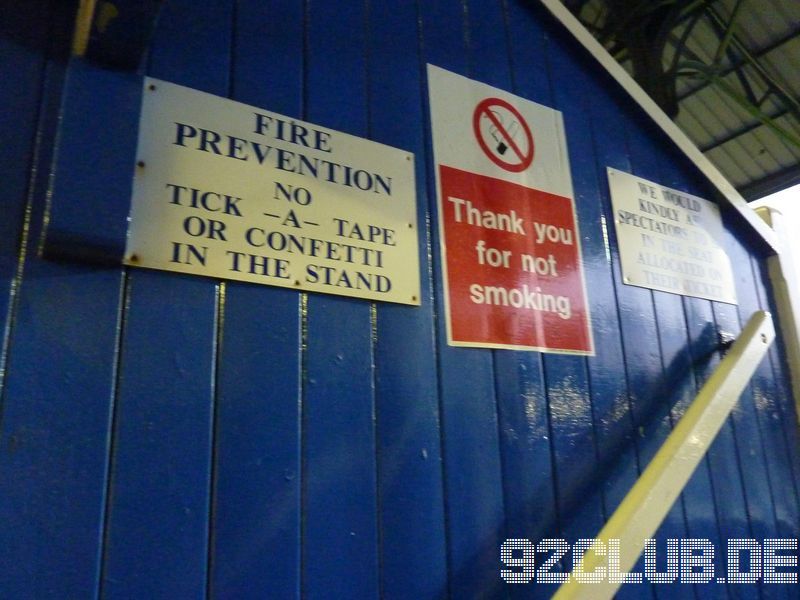 FIRE
PREVENTION
NO
TICK -A- TAPE
OR CONFETTI
IN THE STAND
Thank you
for not
smoking
WE WOULD
KINDLY
SPECTATORS
IN THE SEAT
ALLOCATED ON
THEIR TICKET
92CLUB.DE